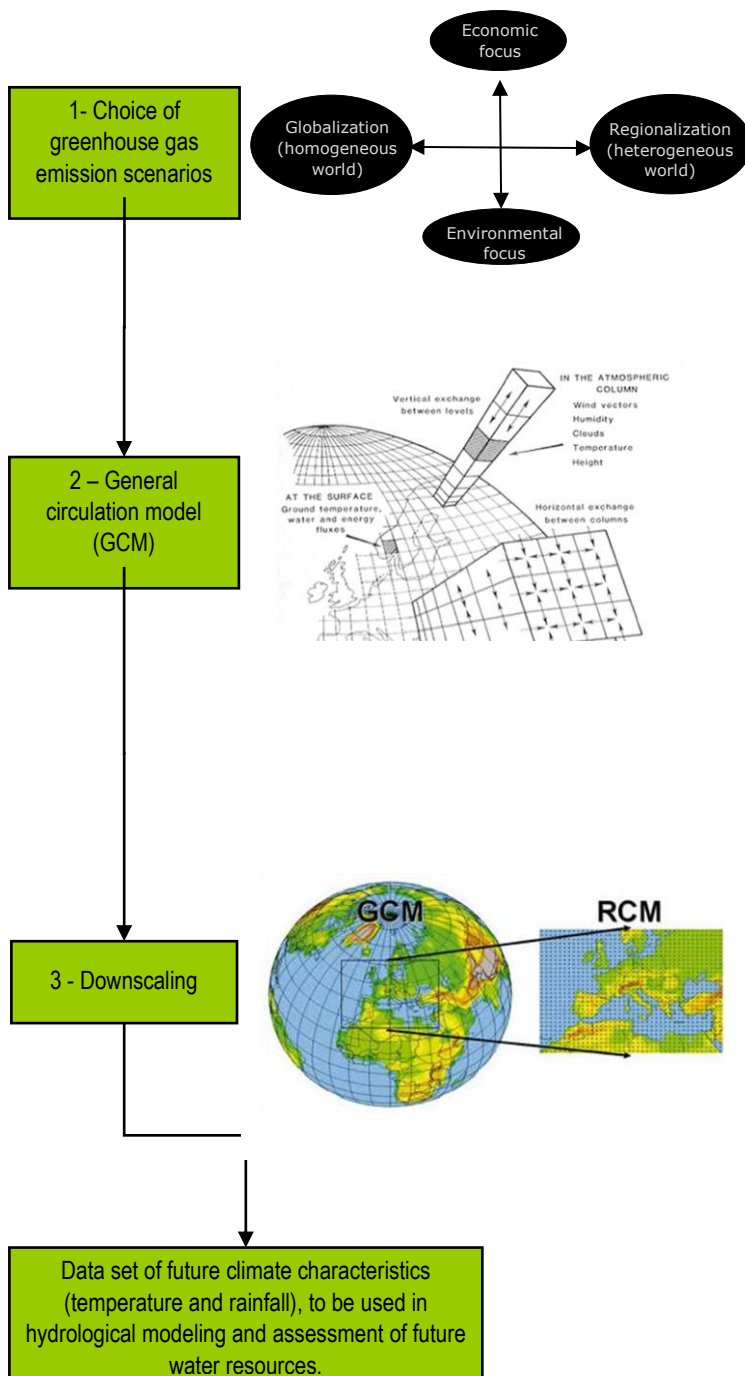 Economic
focus
1- Choice of
greenhouse gas
emission scenarios
Globalization
(homogeneous
world)
Regionalization
(heterogeneous
world)
Environmental
focus
IN THE ATMOSPHERIC
COLUMN
Wind vectors
Humidity
Clouds
Temperature
Height
Vertical exchange
between levels
2 – General
circulation model
(GCM)
AT THE SURFACE
Ground temperature,
water and energy
fluxes
Horizontal exchange
between columns
GCM
RCM
3 - Downscaling
Data set of future climate characteristics
(temperature and rainfall), to be used in
hydrological modeling and assessment of future
water resources.